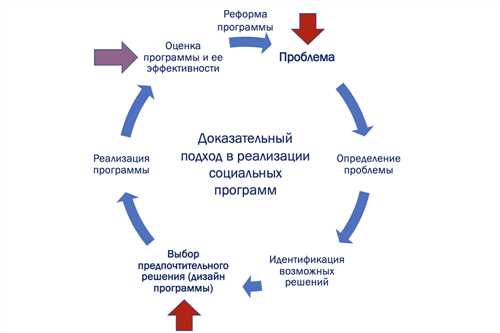 Реформа
программы
Проблема
Определение
проблемы
Идентификация
возможных
решений
Выбор
предпочтительного
решения (дизайн
программы)
Реализация
программы
Оценка
программы и ее
эффективности
Доказательный
подход в реализации
социальных
программ